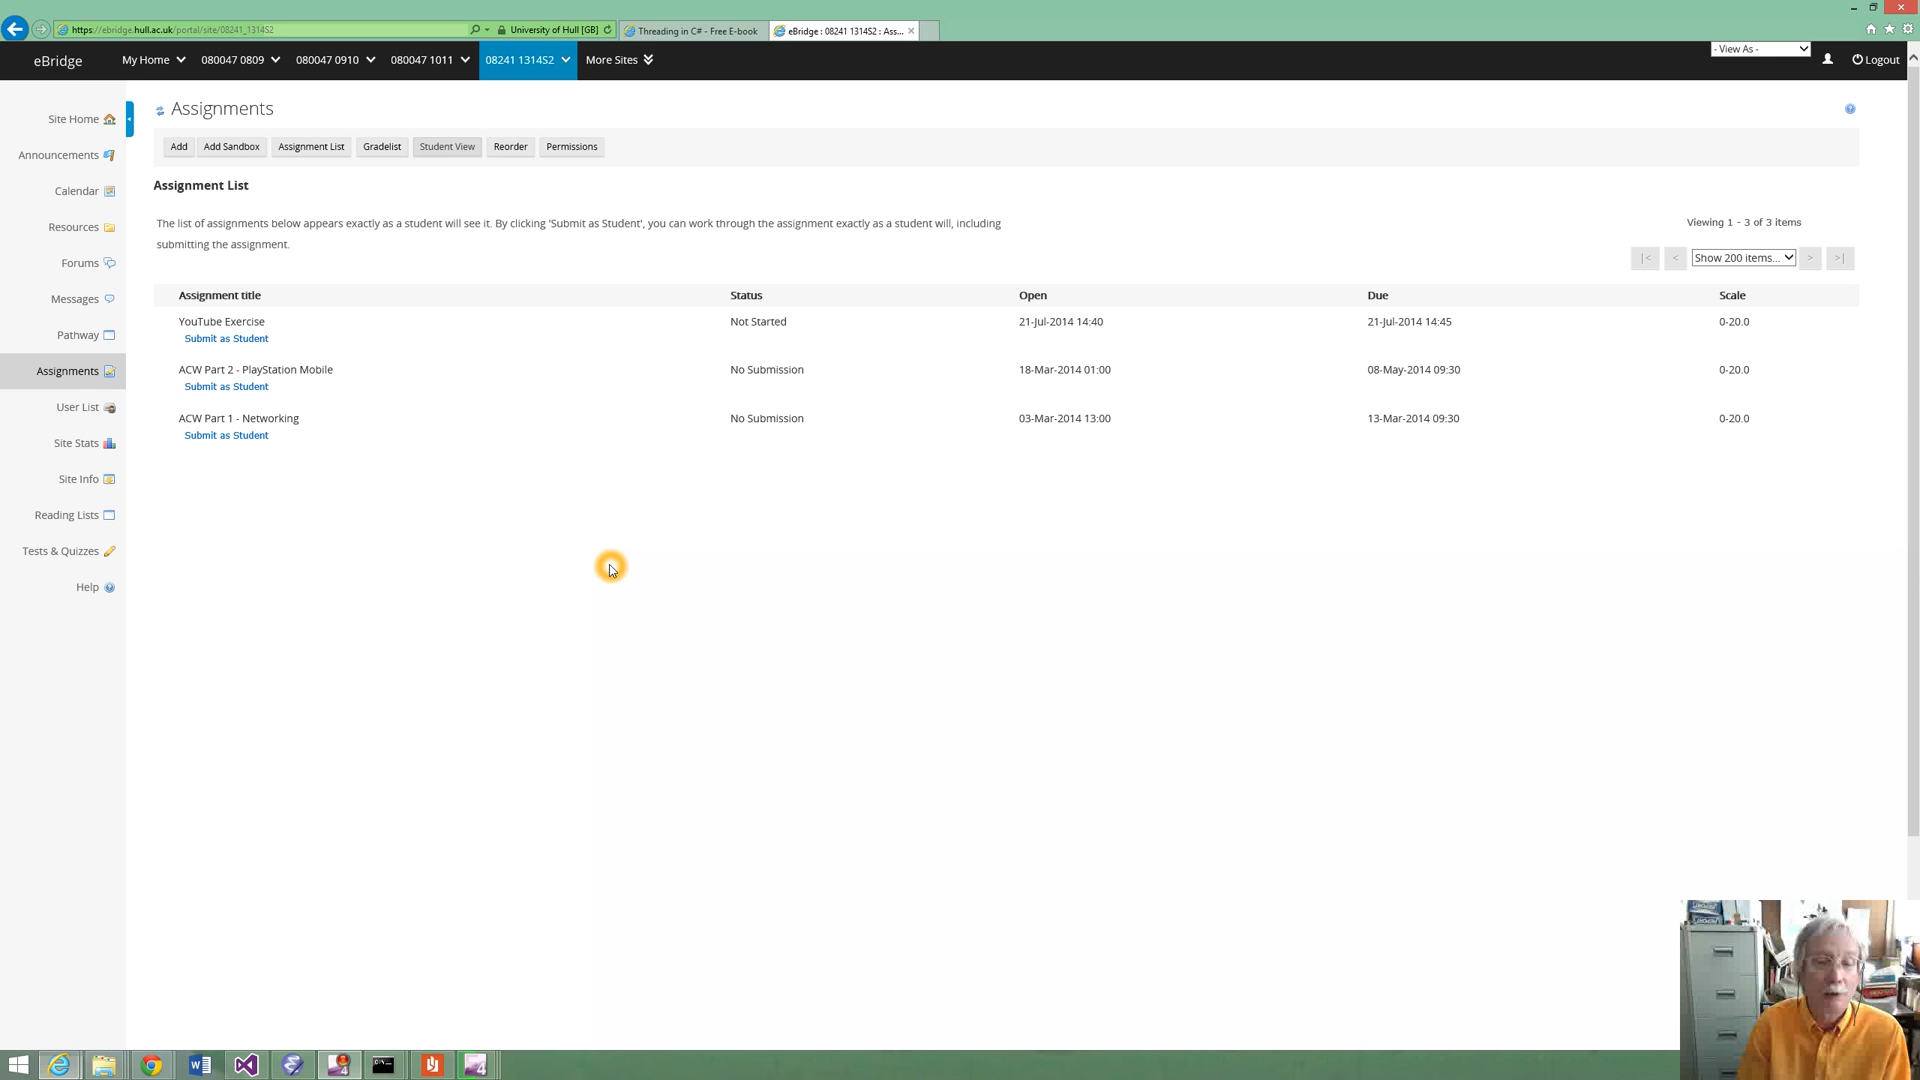 https://ebridge.hull.ac.uk/portal/site/08241_1314S2
University of Hull [GB]
Threading in C# - Free E-book
eBridge : 08241 1314S2 : Ass...
eBridge
My Home
080047 0809
080047 0910
080047 1011
08241 1314S2
More Sites
- View As -
Logout
Site Home
Announcements
Calendar
Resources
Forums
Messages
Pathway
Assignments
User List
Site Stats
Site Info
Reading Lists
Tests & Quizzes
Help
Assignments
Add
Add Sandbox
Assignment List
Gradelist
Student View
Reorder
Permissions
Assignment List
The list of assignments below appears exactly as a student will see it. By clicking 'Submit as Student', you can work through the assignment exactly as a student will, including
submitting the assignment.
Viewing 1 - 3 of 3 items
|<
<
Show 200 items...
>
>|
Assignment title Status Open Due Scale
YouTube Exercise Not Started 21-Jul-2014 14:40 21-Jul-2014 14:45 0-20.0
Submit as Student
ACW Part 2 - PlayStation Mobile No Submission 18-Mar-2014 01:00 08-May-2014 09:30 0-20.0
Submit as Student
ACW Part 1 - Networking No Submission 03-Mar-2014 13:00 13-Mar-2014 09:30 0-20.0
Submit as Student